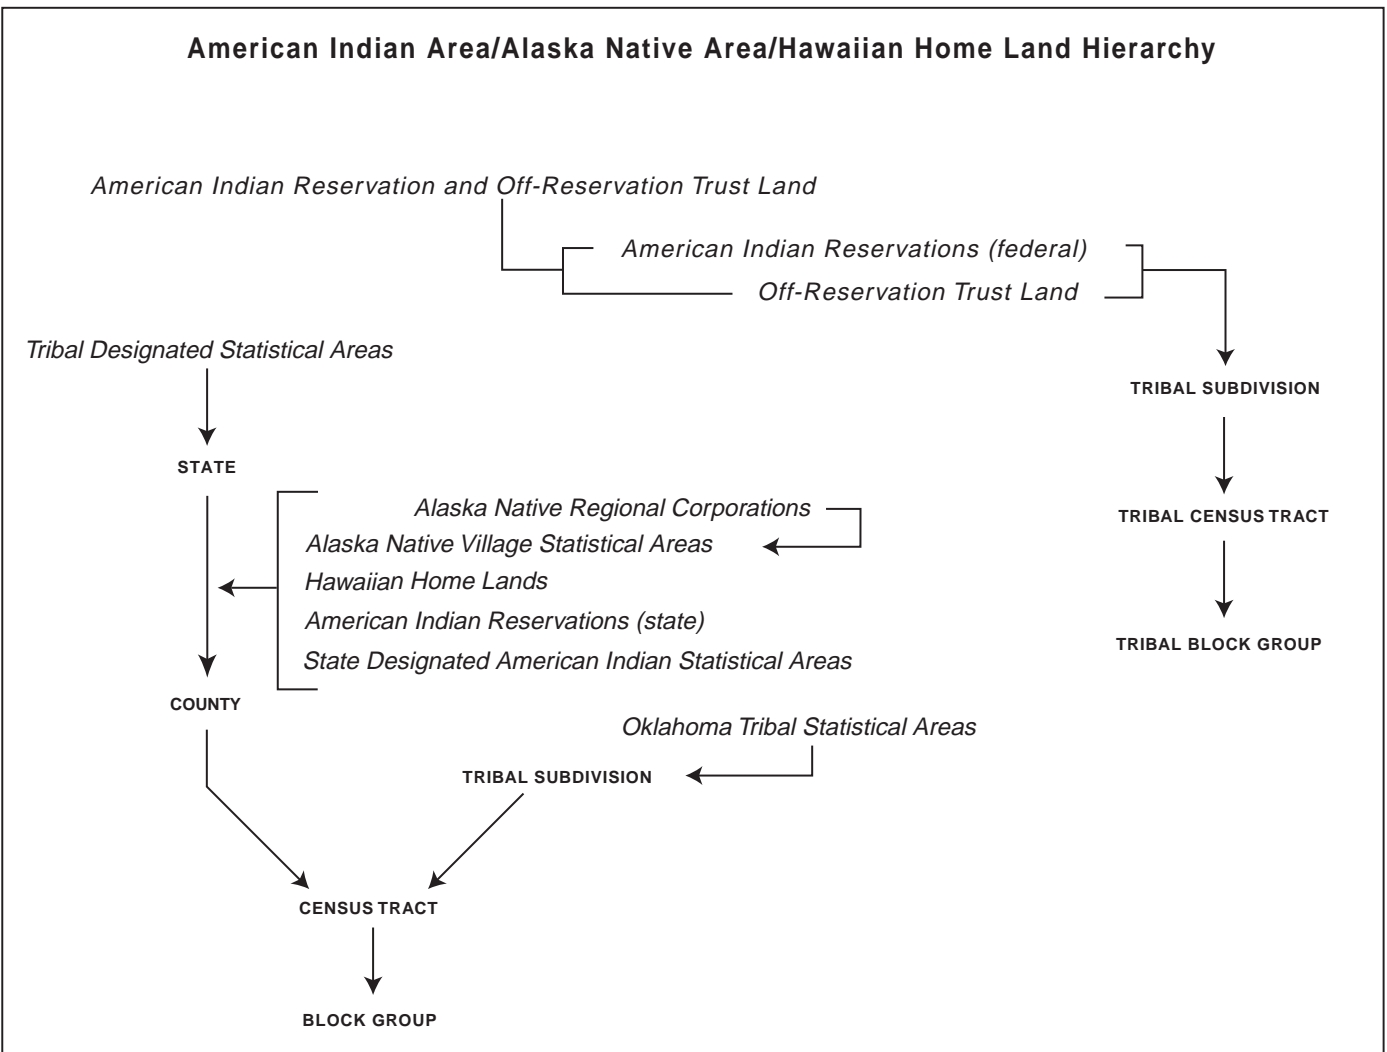 American Indian Area/Alaska Native Area/Hawaiian Home Land Hierarchy
American Indian Reservation and Off-Reservation Trust Land
American Indian Reservations (federal)
Off-Reservation Trust Land
Tribal Designated Statistical Areas
TRIBAL SUBDIVISION
STATE
Alaska Native Regional Corporations
TRIBAL CENSUS TRACT
Alaska Native Village Statistical Areas
Hawaiian Home Lands
American Indian Reservations (state)
TRIBAL BLOCK GROUP
State Designated American Indian Statistical Areas
COUNTY
Oklahoma Tribal Statistical Areas
TRIBAL SUBDIVISION
CENSUS TRACT
BLOCK GROUP